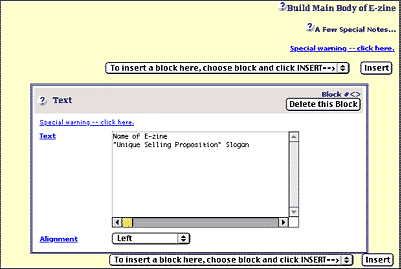 ?Build Main Body of E-zine
?A Few Special Notes...
Special warning -- click here.
To insert a block here, choose block and click INSERT--> Insert
Block #<>
? Text
Delete this Block
Special warning -- click here.
Text
Name of E-zine
"Unique Selling Proposition" Slogan
Alignment Left
To insert a block here, choose block and click INSERT--> Insert